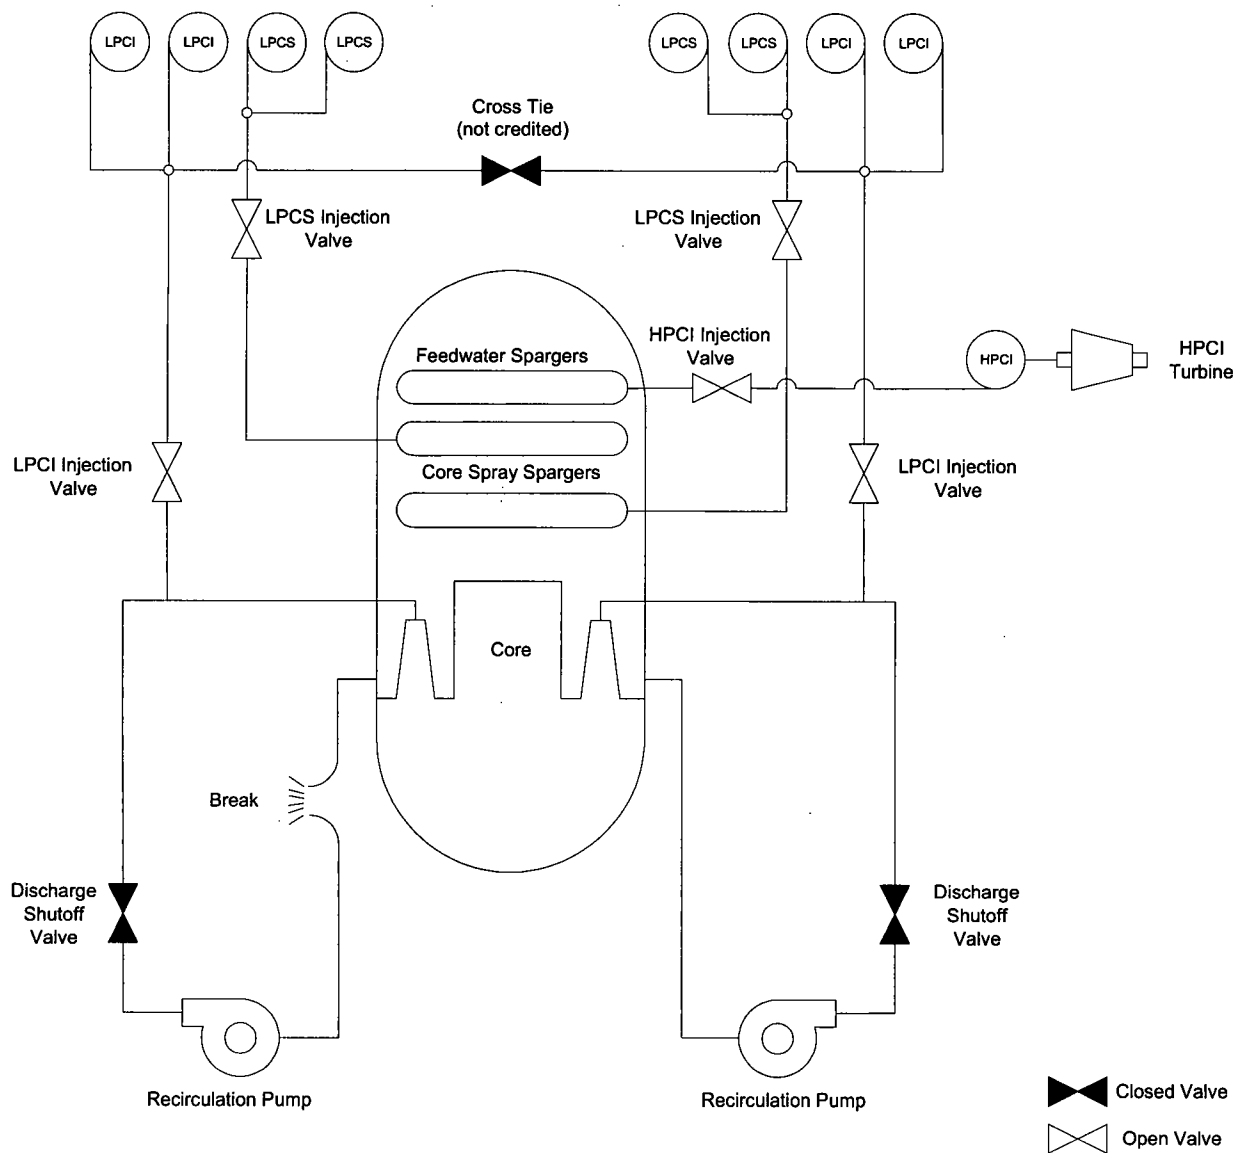 LPCI
LPCI
LPCS
LPCS
LPCS
LPCS
LPCI
LPCI
Cross Tie
(not credited)
LPCS Injection
Valve
LPCS Injection
Valve
HPCI Injection
Valve
HPCI
HPCI
Turbine
Feedwater Spargers
Core Spray Spargers
LPCI Injection
Valve
LPCI Injection
Valve
Core
Break
Discharge
Shutoff
Valve
Discharge
Shutoff
Valve
Recirculation Pump
Recirculation Pump
Closed Valve
Open Valve